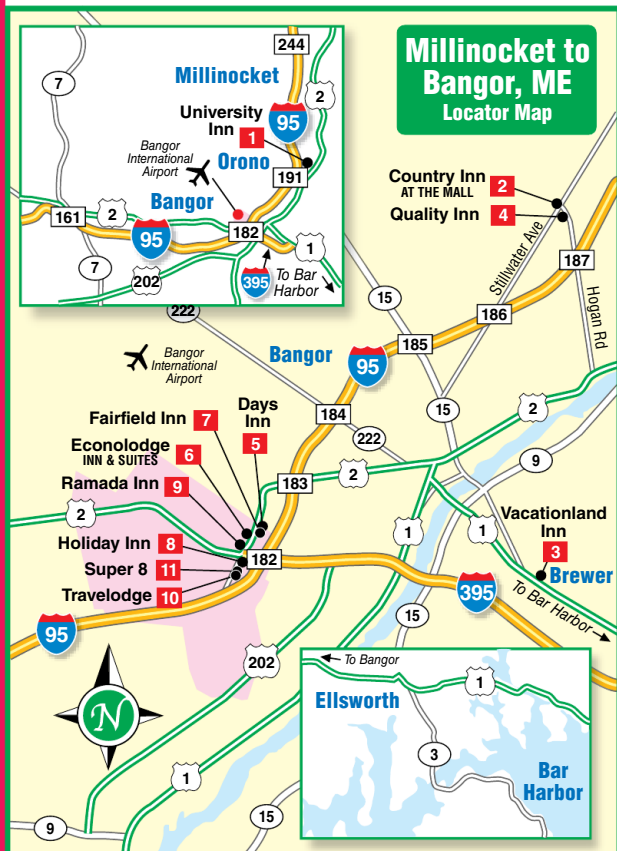 Millinocket to
Bangor, ME
Locator Map
244
7
Millinocket
2
University
Inn
1
95
Bangor
International
Airport
Orono
191
Bangor
161
2
182
95
1
7
202
395
To Bar
Harbor
Country Inn
AT THE MALL
2
Quality Inn
4
Stillwater Ave
187
Hogan Rd
15
186
222
185
Bangor
95
Bangor
International
Airport
184
15
2
222
Days
Inn
5
Fairfield Inn
7
Econolodge
INN & SUITES
6
Ramada Inn
9
9
2
183
2
1
1
Vacationland
Inn
3
Brewer
Holiday Inn
8
182
Super 8
11
Travelodge
10
395
To Bar Harbor
15
95
202
N
To Bangor
1
Ellsworth
3
Bar
Harbor
1
15
9